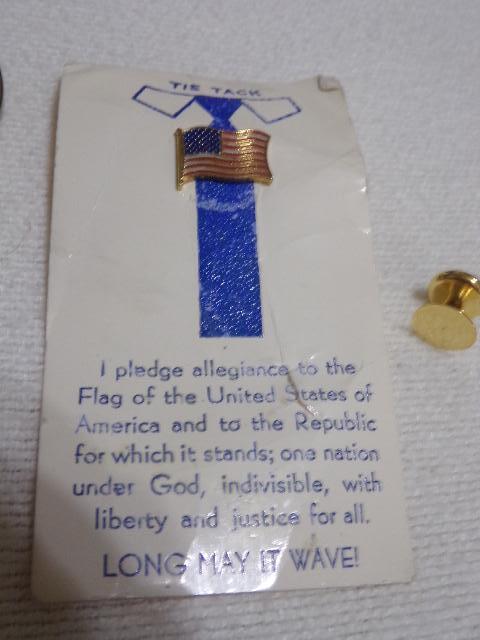 TIE TACK
I pledge allegiance to the
Flag of the United States of
America and to the Republic
for which it stands; one nation
under God, indivisible, with
liberty and justice for all.
LONG MAY IT WAVE!